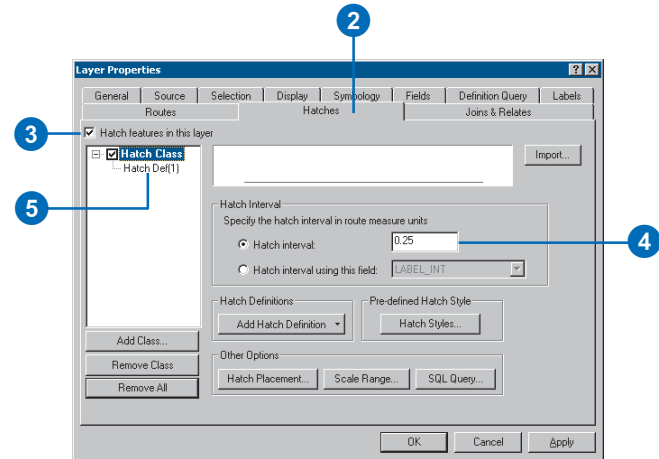 2
Layer Properties
General Source Selection Display Symbology Fields Definition Query Labels
Routes Hatches Joins & Relates
3
Hatch features in this layer
Hatch Class
Hatch Def(1)
Import...
5
Hatch Interval
Specify the hatch interval in route measure units
Hatch interval: 0.25
4
Hatch interval using this field: LABEL_INT
Hatch Definitions Pre-defined Hatch Style
Add Hatch Definition Hatch Styles...
Add Class...
Remove Class
Remove All
Other Options
Hatch Placement... Scale Range... SQL Query...
OK Cancel Apply